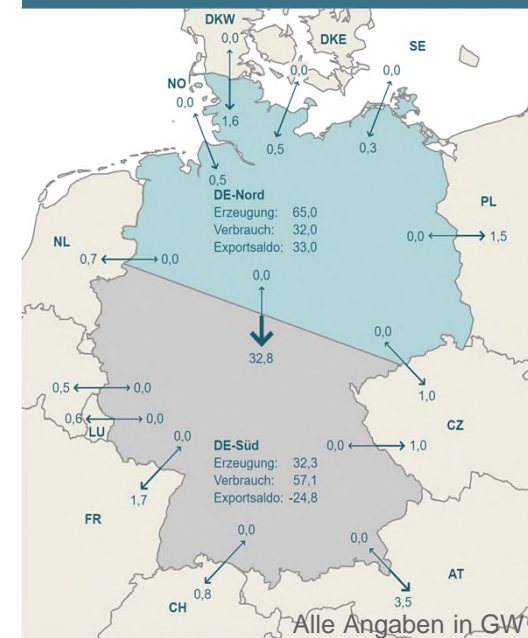 DKW
0,0
DKE
SE
NO
0,0
0,0
0,0
1,6
0,5
0,3
0,5
DE-Nord
Erzeugung: 65,0
Verbrauch: 32,0
Exportsaldo: 33,0
PL
0,0 1,5
NL
0,7 0,0
0,0
32,8
0,0
1,0
0,5 0,0
0,6 0,0
LU
CZ
0,0 1,0
0,0
1,7
DE-Süd
Erzeugung: 32,3
Verbrauch: 57,1
Exportsaldo: -24,8
FR
0,0
0,8
CH
0,0
3,5
AT
Alle Angaben in GW